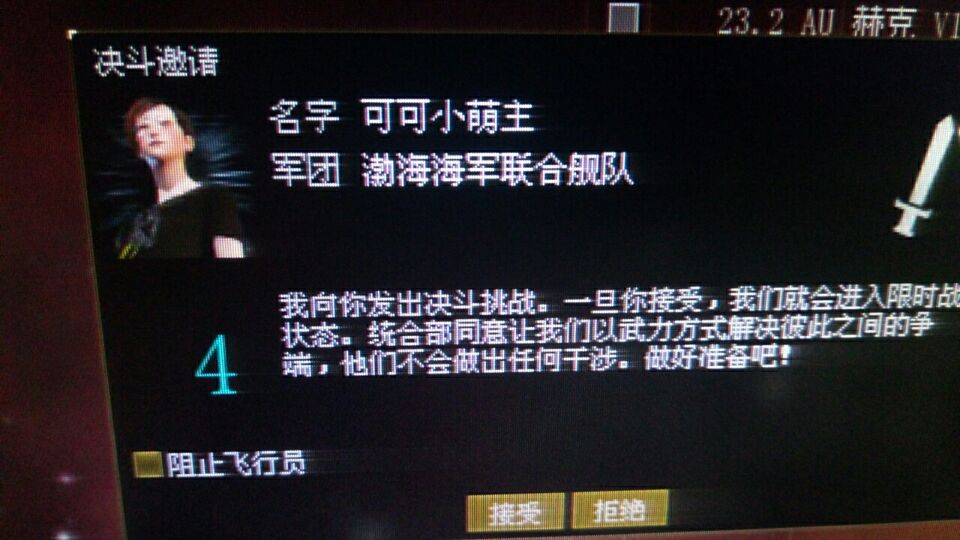 23.2 AU 赫克 VI
决斗邀请
名字 可可小萌主
军团 渤海海军联合舰队
我向你发出决斗挑战。一旦你接受，我们就会进入限时战
状态。统合部同意让我们以武力方式解决彼此之间的争
端，他们不会做出任何干涉。做好准备吧！
4
阻止飞行员
接受 拒绝